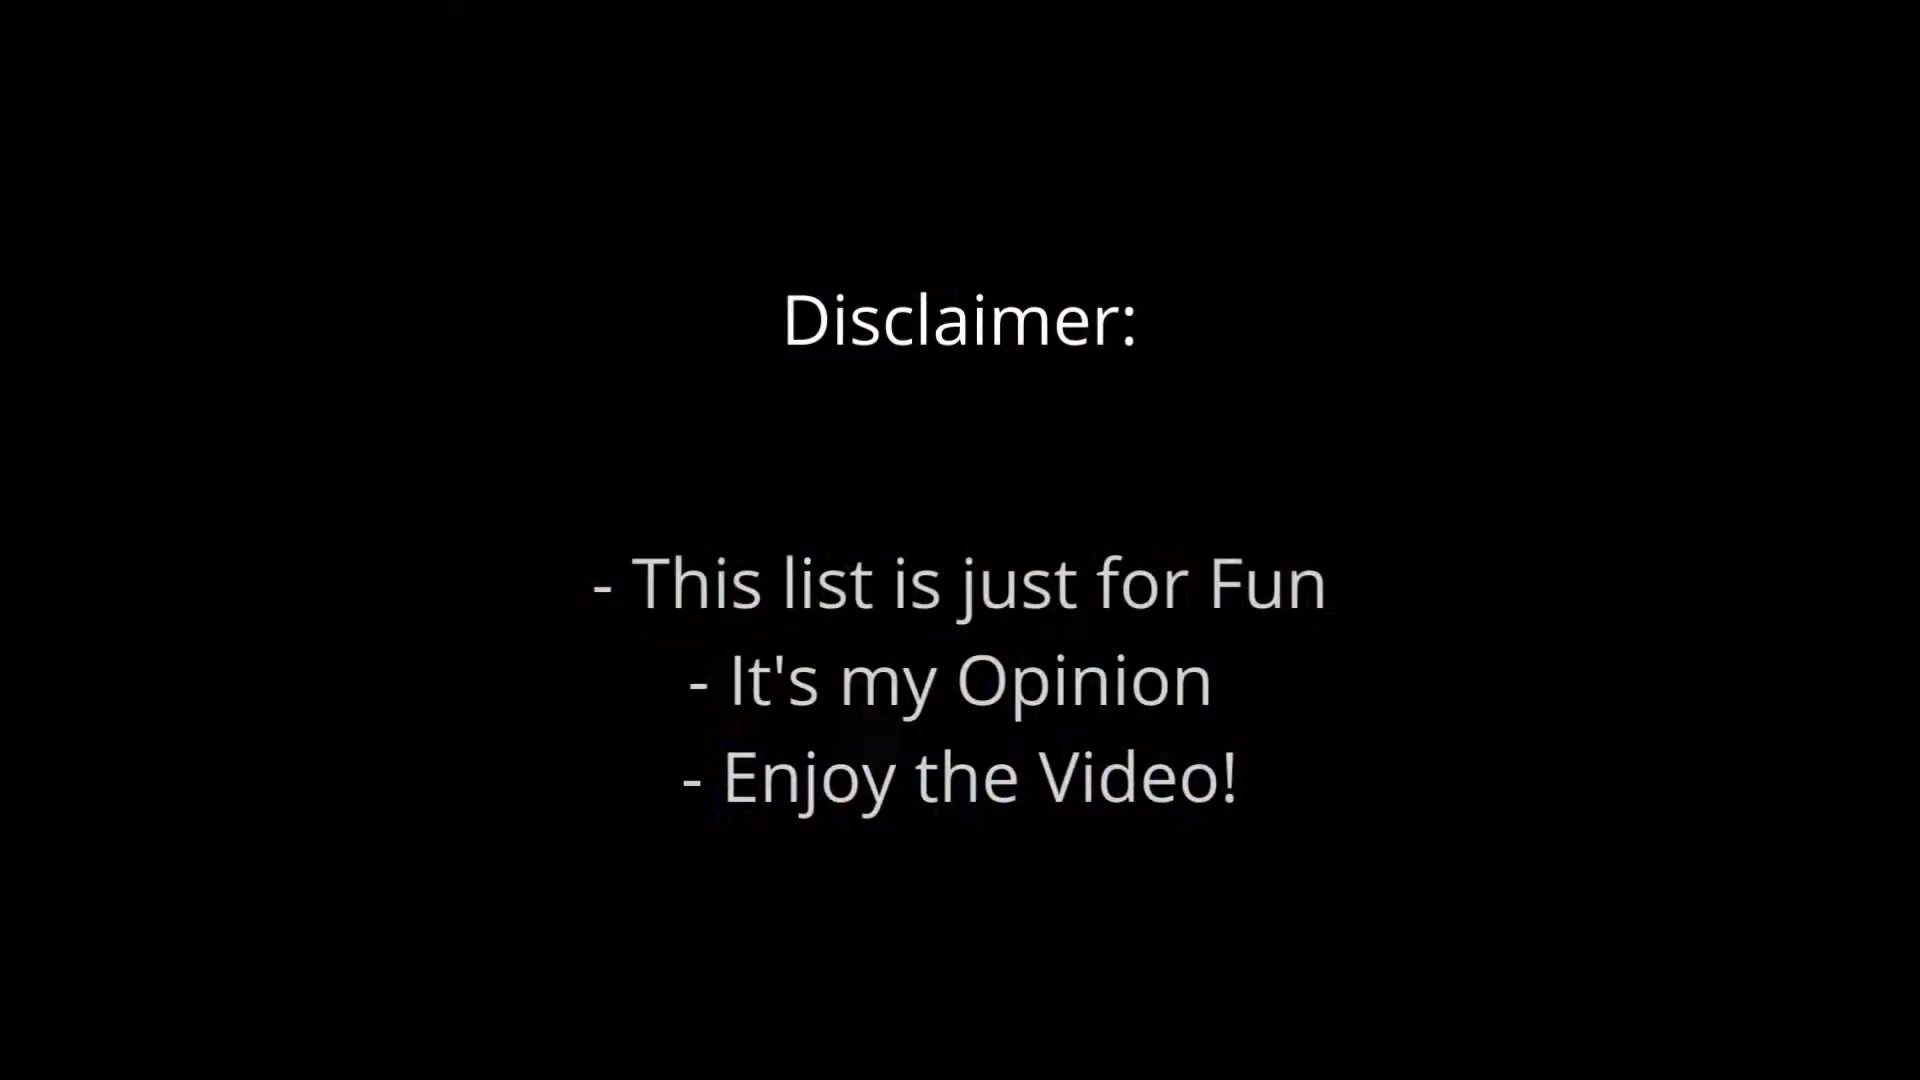 Disclaimer:
- This list is just for Fun
- It's my Opinion
- Enjoy the Video!